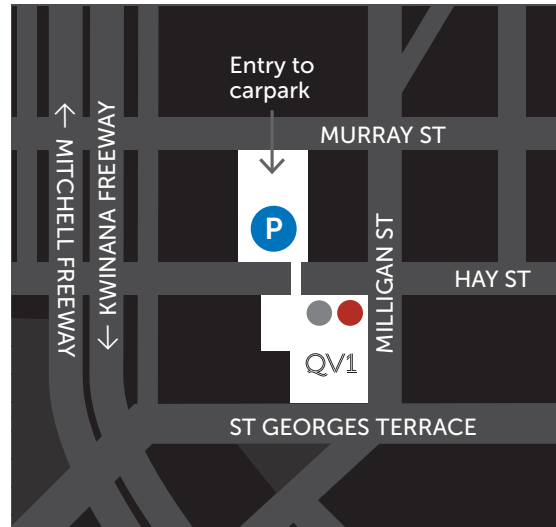 Entry to
carpark
MURRAY ST
← MITCHELL FREEWAY
← KWINANA FREEWAY
P
MILLIGAN ST
HAY ST
QV1
ST GEORGES TERRACE